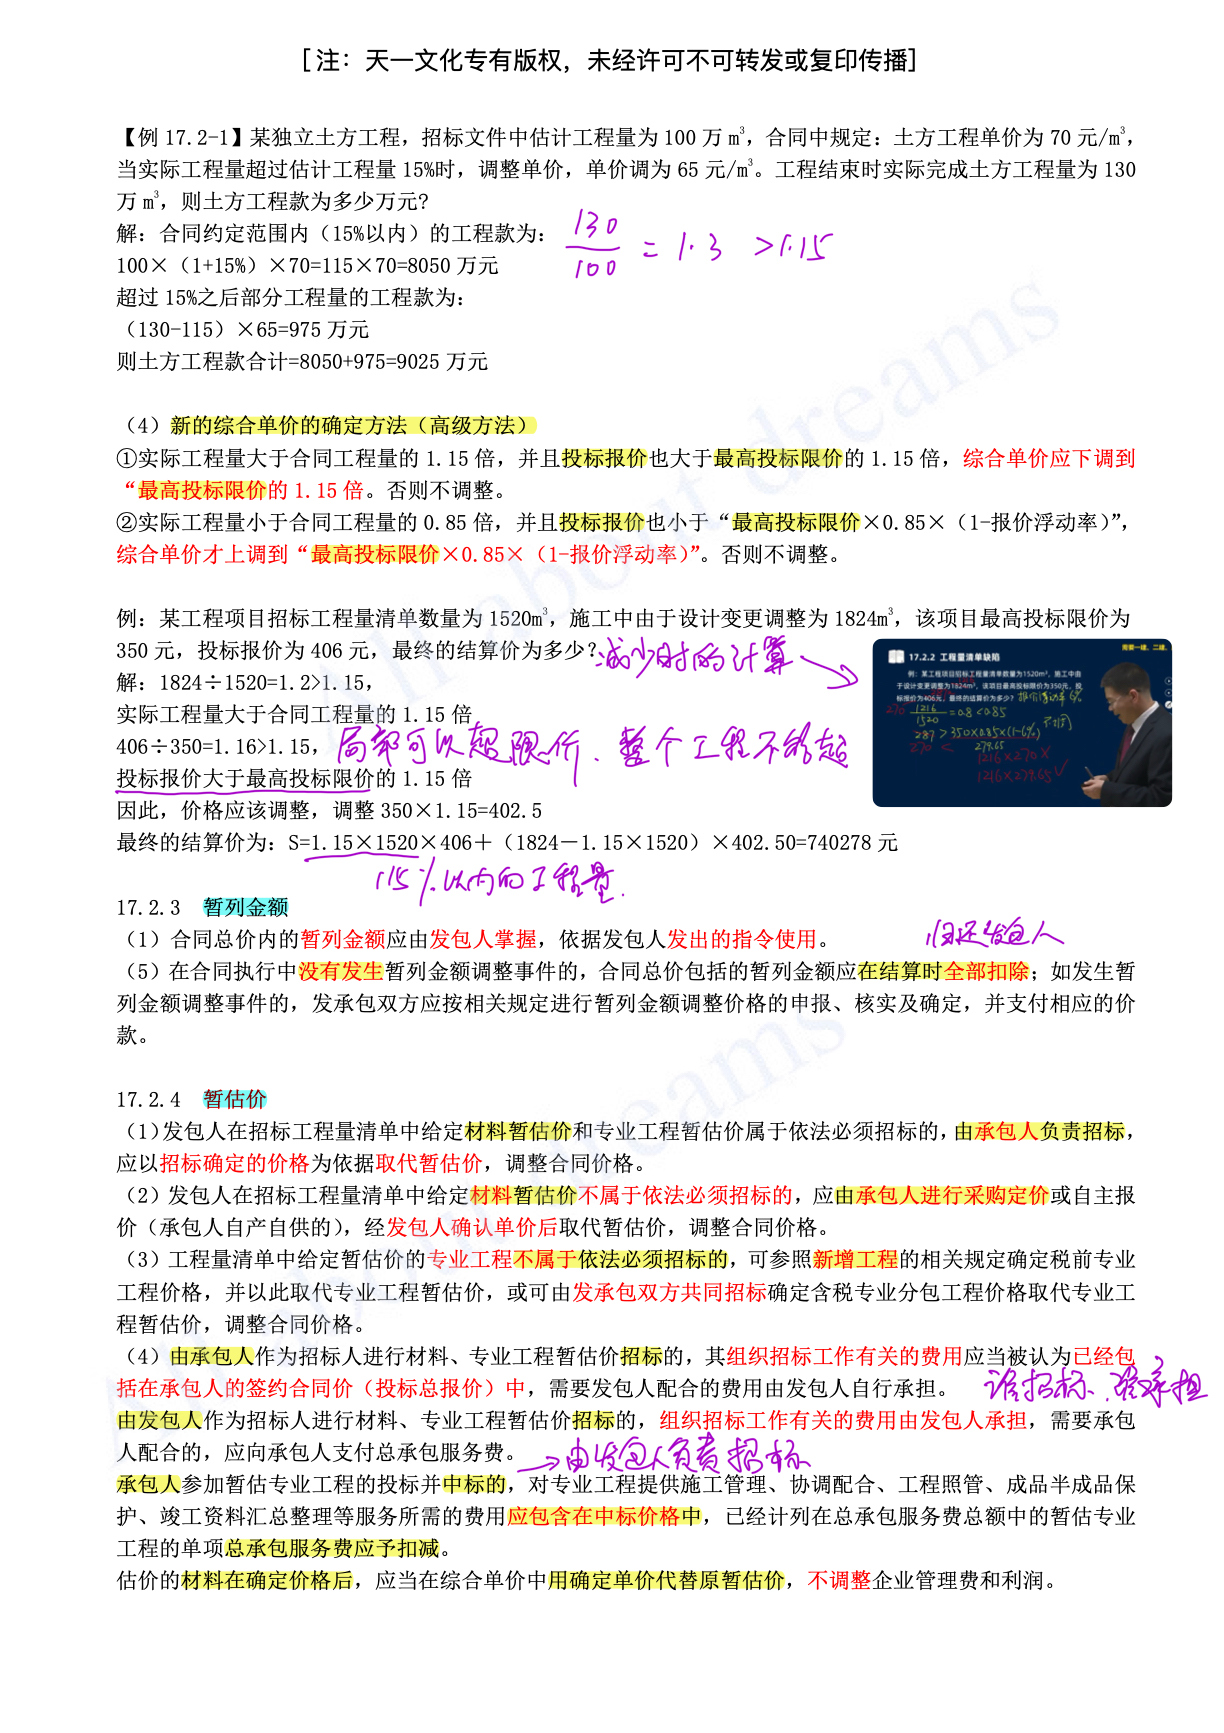 [注：天一文化专有版权，未经许可不可转发或复印传播]
【例 17.2-1】某独立土方工程，招标文件中估计工程量为 100 万 m³，合同中规定：土方工程单价为 70 元/m³，
当实际工程量超过估计工程量 15%时，调整单价，单价调为 65 元/m³。工程结束时实际完成土方工程量为 130
万 m³，则土方工程款为多少万元?
解：合同约定范围内（15%以内）的工程款为：
130/100 = 1.3 >1.15
100×（1+15%）×70=115×70=8050 万元
超过 15%之后部分工程量的工程款为：
（130-115）×65=975 万元
则土方工程款合计=8050+975=9025 万元
（4）新的综合单价的确定方法（高级方法）
①实际工程量大于合同工程量的 1.15 倍，并且投标报价也大于最高投标限价的 1.15 倍，综合单价应下调到
“最高投标限价的 1.15 倍。否则不调整。
②实际工程量小于合同工程量的 0.85 倍，并且投标报价也小于“最高投标限价×0.85×（1-报价浮动率）”，
综合单价才上调到“最高投标限价×0.85×（1-报价浮动率）”。否则不调整。
例：某工程项目招标工程量清单数量为 1520m³，施工中由于设计变更调整为 1824m³，该项目最高投标限价为
350 元，投标报价为 406 元，最终的结算价为多少？
减少时的计算
17.2.2 工程量清单缺陷
需要一建、二建、
例：某工程项目招标工程量清单数量为1520m³，施工中由
于设计变更调整为1824m³，该项目最高投标限价为350元，投
标报价为406元，最终的结算价为多少？
报价浮动率 6%
276
1216/1520 = 0.8 < 0.85
287 > 350×0.85×(1-6%) 不调
270 < 279.65
1216×270 ×
1216×279.65 √
解：1824÷1520=1.2>1.15，
实际工程量大于合同工程量的 1.15 倍
406÷350=1.16>1.15，
局部可以超限价、整个工程不能超
投标报价大于最高投标限价的 1.15 倍
因此，价格应该调整，调整 350×1.15=402.5
最终的结算价为：S=1.15×1520×406＋（1824－1.15×1520）×402.50=740278 元
115%以内的工程量.
17.2.3 暂列金额
（1）合同总价内的暂列金额应由发包人掌握，依据发包人发出的指令使用。
归还发包人
（5）在合同执行中没有发生暂列金额调整事件的，合同总价包括的暂列金额应在结算时全部扣除；如发生暂
列金额调整事件的，发承包双方应按相关规定进行暂列金额调整价格的申报、核实及确定，并支付相应的价
款。
17.2.4 暂估价
（1）发包人在招标工程量清单中给定材料暂估价和专业工程暂估价属于依法必须招标的，由承包人负责招标，
应以招标确定的价格为依据取代暂估价，调整合同价格。
（2）发包人在招标工程量清单中给定材料暂估价不属于依法必须招标的，应由承包人进行采购定价或自主报
价（承包人自产自供的），经发包人确认单价后取代暂估价，调整合同价格。
（3）工程量清单中给定暂估价的专业工程不属于依法必须招标的，可参照新增工程的相关规定确定税前专业
工程价格，并以此取代专业工程暂估价，或可由发承包双方共同招标确定含税专业分包工程价格取代专业工
程暂估价，调整合同价格。
（4）由承包人作为招标人进行材料、专业工程暂估价招标的，其组织招标工作有关的费用应当被认为已经包
括在承包人的签约合同价（投标总报价）中，需要发包人配合的费用由发包人自行承担。
谁招标、谁承担
由发包人作为招标人进行材料、专业工程暂估价招标的，组织招标工作有关的费用由发包人承担，需要承包
人配合的，应向承包人支付总承包服务费。
→由发包人负责招标
承包人参加暂估专业工程的投标并中标的，对专业工程提供施工管理、协调配合、工程照管、成品半成品保
护、竣工资料汇总整理等服务所需的费用应包含在中标价格中，已经计列在总承包服务费总额中的暂估专业
工程的单项总承包服务费应予扣减。
估价的材料在确定价格后，应当在综合单价中用确定单价代替原暂估价，不调整企业管理费和利润。
All about dreams
All about dreams